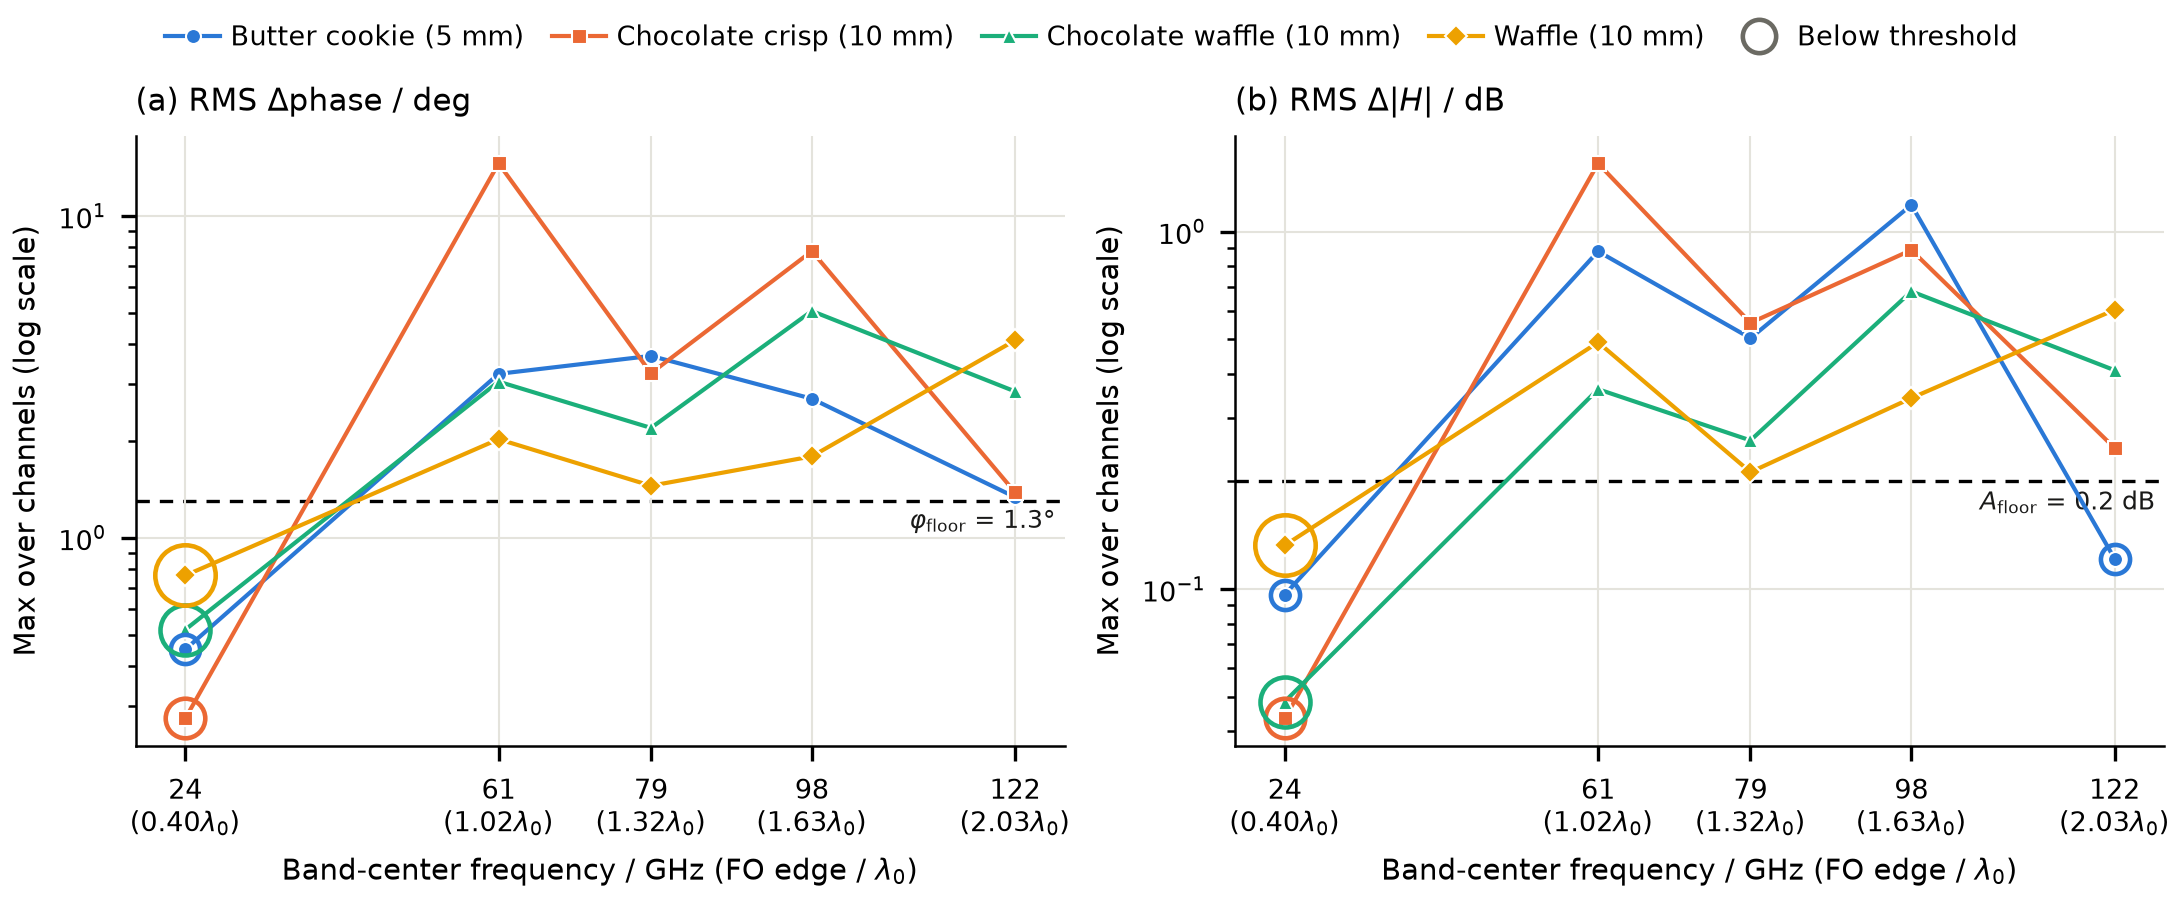 Butter cookie (5 mm) Chocolate crisp (10 mm) Chocolate waffle (10 mm) Waffle (10 mm) Below threshold
(a) RMS Δphase / deg
Max over channels (log scale)
10¹
10⁰
φfloor = 1.3°
24 61 79 98 122
(0.40λ₀) (1.02λ₀) (1.32λ₀) (1.63λ₀) (2.03λ₀)
Band-center frequency / GHz (FO edge / λ₀)
(b) RMS Δ|H| / dB
Max over channels (log scale)
10⁰
10⁻¹
Afloor = 0.2 dB
24 61 79 98 122
(0.40λ₀) (1.02λ₀) (1.32λ₀) (1.63λ₀) (2.03λ₀)
Band-center frequency / GHz (FO edge / λ₀)